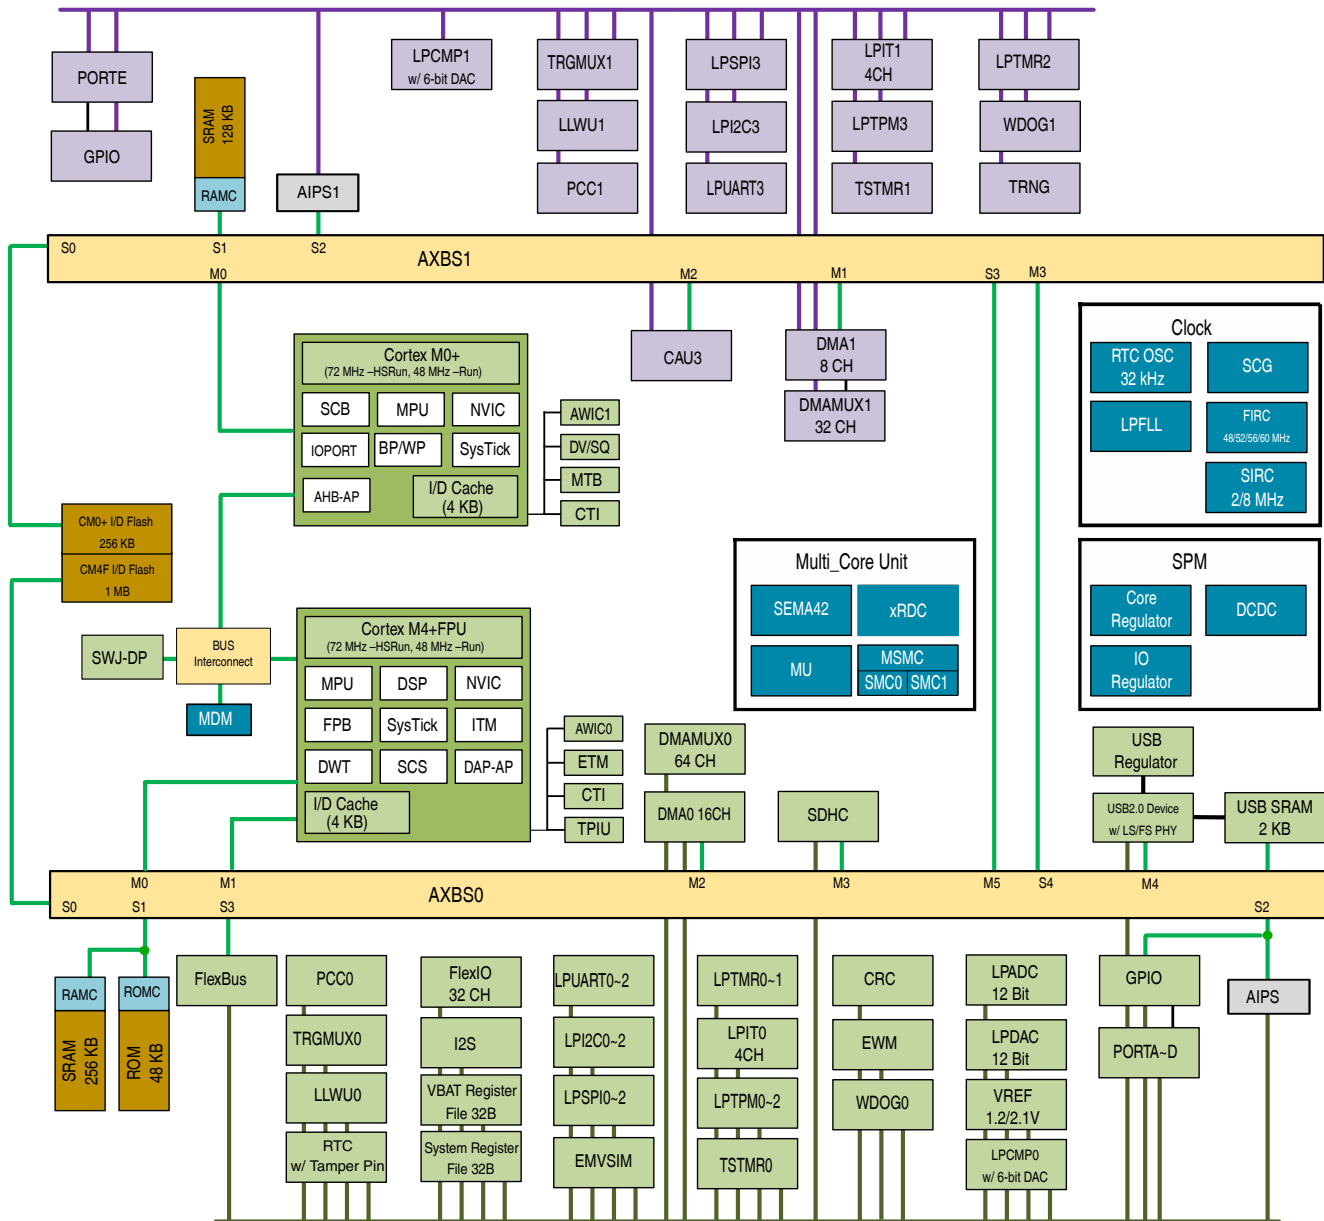 PORTE
GPIO
SRAM
128 KB
RAMC
AIPS1
LPCMP1
w/ 6-bit DAC
TRGMUX1
LLWU1
PCC1
LPSPI3
LPI2C3
LPUART3
LPIT1
4CH
LPTPM3
TSTMR1
LPTMR2
WDOG1
TRNG
S0
S1
S2
AXBS1
M0
M2
M1
S3
M3
Cortex M0+
(72 MHz –HSRun, 48 MHz –Run)
SCB
MPU
NVIC
IOPORT
BP/WP
SysTick
AHB-AP
I/D Cache
(4 KB)
AWIC1
DV/SQ
MTB
CTI
CAU3
DMA1
8 CH
DMAMUX1
32 CH
Clock
RTC OSC
32 kHz
SCG
LPFLL
FIRC
48/52/56/60 MHz
SIRC
2/8 MHz
CM0+ I/D Flash
256 KB
CM4F I/D Flash
1 MB
SWJ-DP
BUS
Interconnect
MDM
Cortex M4+FPU
(72 MHz –HSRun, 48 MHz –Run)
MPU
DSP
NVIC
FPB
SysTick
ITM
DWT
SCS
DAP-AP
I/D Cache
(4 KB)
AWIC0
ETM
CTI
TPIU
Multi_Core Unit
SEMA42
xRDC
MU
MSMC
SMC0
SMC1
SPM
Core
Regulator
DCDC
IO
Regulator
DMAMUX0
64 CH
DMA0 16CH
SDHC
USB
Regulator
USB2.0 Device
w/ LS/FS PHY
USB SRAM
2 KB
M0
M1
M2
M3
M5
S4
M4
AXBS0
S0
S1
S3
S2
RAMC
SRAM
256 KB
ROMC
ROM
48 KB
FlexBus
PCC0
TRGMUX0
LLWU0
RTC
w/ Tamper Pin
FlexIO
32 CH
I2S
VBAT Register
File 32B
System Register
File 32B
LPUART0~2
LPI2C0~2
LPSPI0~2
EMVSIM
LPTMR0~1
LPIT0
4CH
LPTPM0~2
TSTMR0
CRC
EWM
WDOG0
LPADC
12 Bit
LPDAC
12 Bit
VREF
1.2/2.1V
LPCMP0
w/ 6-bit DAC
GPIO
PORTA~D
AIPS